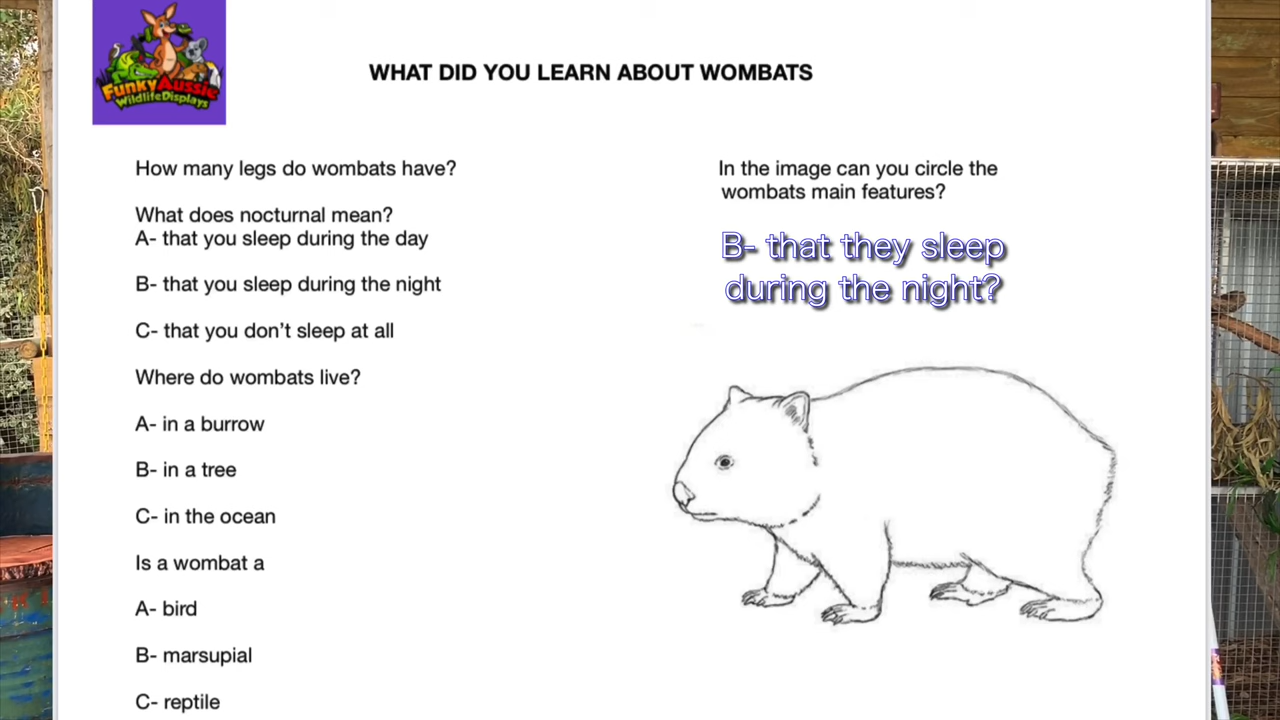 Funky Aussie
Wildlife Displays
WHAT DID YOU LEARN ABOUT WOMBATS
How many legs do wombats have?
What does nocturnal mean?
A- that you sleep during the day
B- that you sleep during the night
C- that you don’t sleep at all
Where do wombats live?
A- in a burrow
B- in a tree
C- in the ocean
Is a wombat a
A- bird
B- marsupial
C- reptile
In the image can you circle the
wombats main features?
B- that they sleep
during the night?